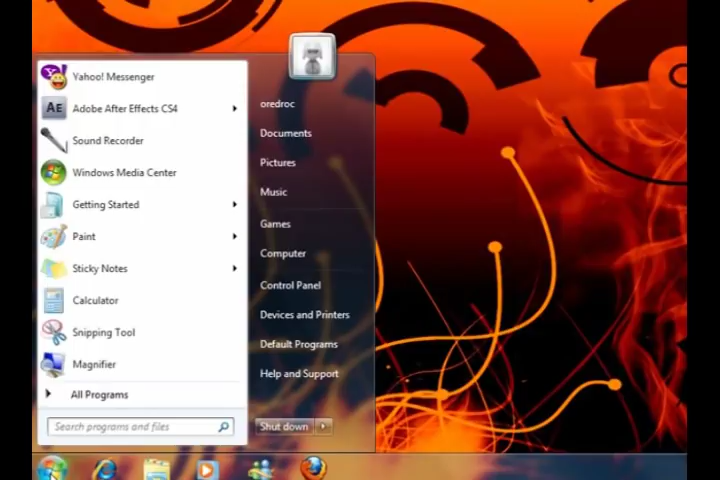 Yahoo! Messenger
AE Adobe After Effects CS4
Sound Recorder
Windows Media Center
Getting Started
Paint
Sticky Notes
Calculator
Snipping Tool
Magnifier
All Programs
Search programs and files
oredroc
Documents
Pictures
Music
Games
Computer
Control Panel
Devices and Printers
Default Programs
Help and Support
Shut down